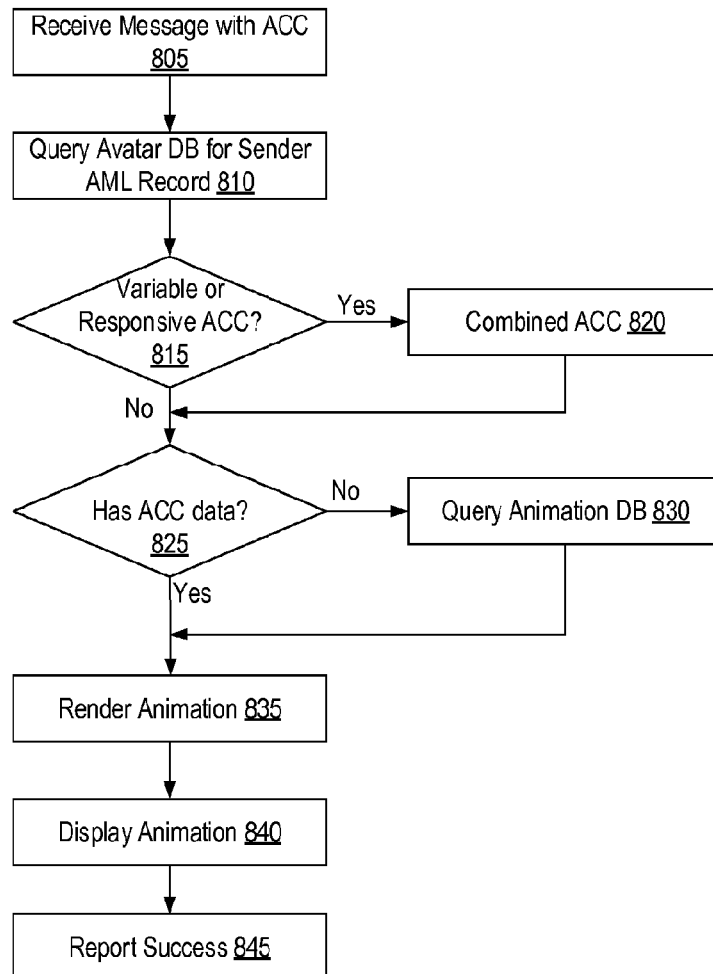 Receive Message with ACC
805
Query Avatar DB for Sender
AML Record 810
Variable or
Responsive ACC?
815
Yes
Combined ACC 820
No
Has ACC data?
825
No
Query Animation DB 830
Yes
Render Animation 835
Display Animation 840
Report Success 845